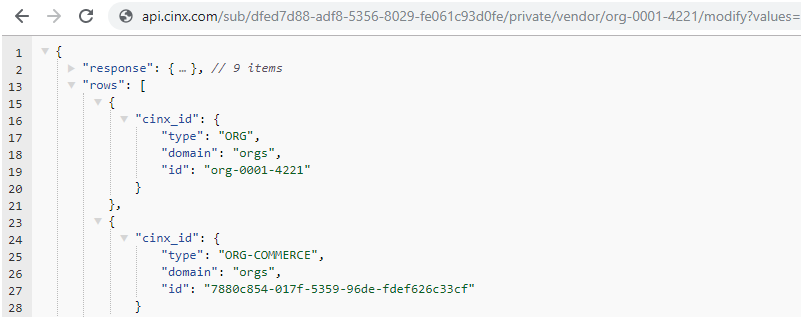 api.cinx.com/sub/dfed7d88-adf8-5356-8029-fe061c93d0fe/private/vendor/org-0001-4221/modify?values=
1 {
2 "response": { … }, // 9 items
13 "rows": [
15 {
16 "cinx_id": {
17 "type": "ORG",
18 "domain": "orgs",
19 "id": "org-0001-4221"
20 }
21 },
23 {
24 "cinx_id": {
25 "type": "ORG-COMMERCE",
26 "domain": "orgs",
27 "id": "7880c854-017f-5359-96de-fdef626c33cf"
28 }